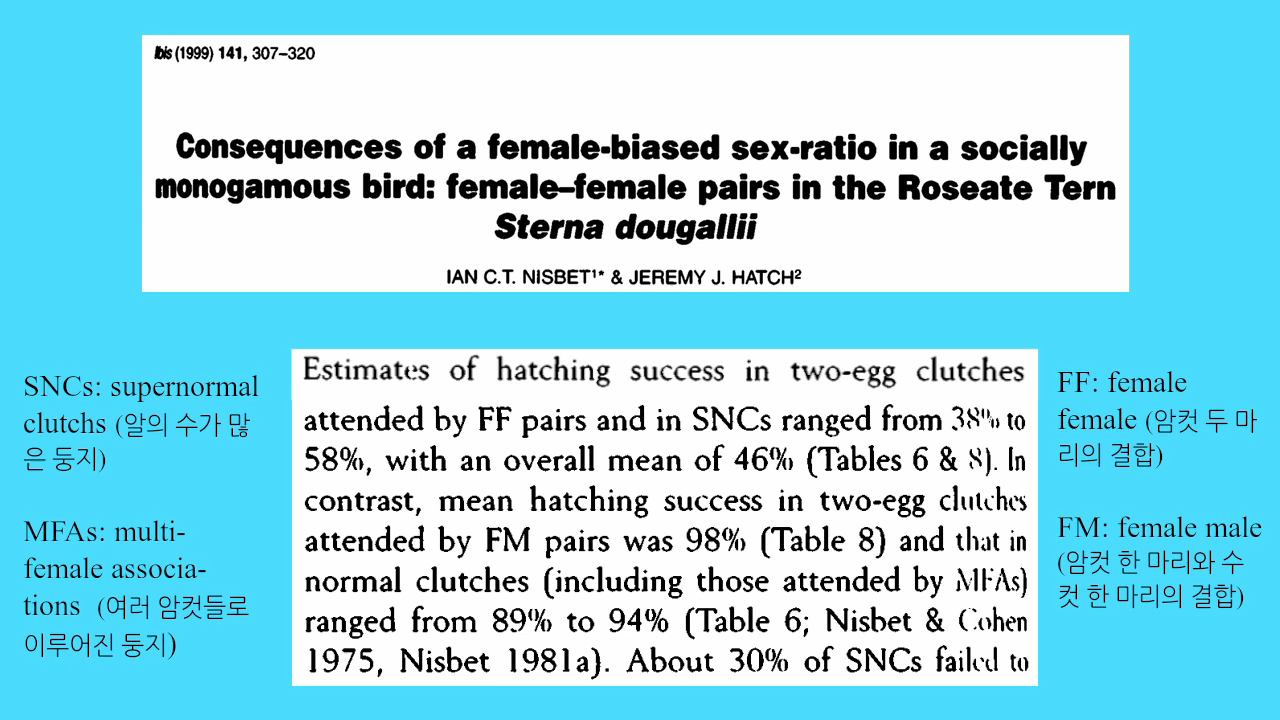 Ibis (1999) 141, 307–320
Consequences of a female-biased sex-ratio in a socially
monogamous bird: female–female pairs in the Roseate Tern
Sterna dougallii
IAN C.T. NISBET¹* & JEREMY J. HATCH²
SNCs: supernormal
clutchs (알의 수가 많
은 둥지)
MFAs: multi-
female associa-
tions (여러 암컷들로
이루어진 둥지)
Estimates of hatching success in two-egg clutches
attended by FF pairs and in SNCs ranged from 38% to
58%, with an overall mean of 46% (Tables 6 & 8). In
contrast, mean hatching success in two-egg clutches
attended by FM pairs was 98% (Table 8) and that in
normal clutches (including those attended by MFAs)
ranged from 89% to 94% (Table 6; Nisbet & Cohen
1975, Nisbet 1981a). About 30% of SNCs failed to
FF: female
female (암컷 두 마
리의 결합)
FM: female male
(암컷 한 마리와 수
컷 한 마리의 결합)